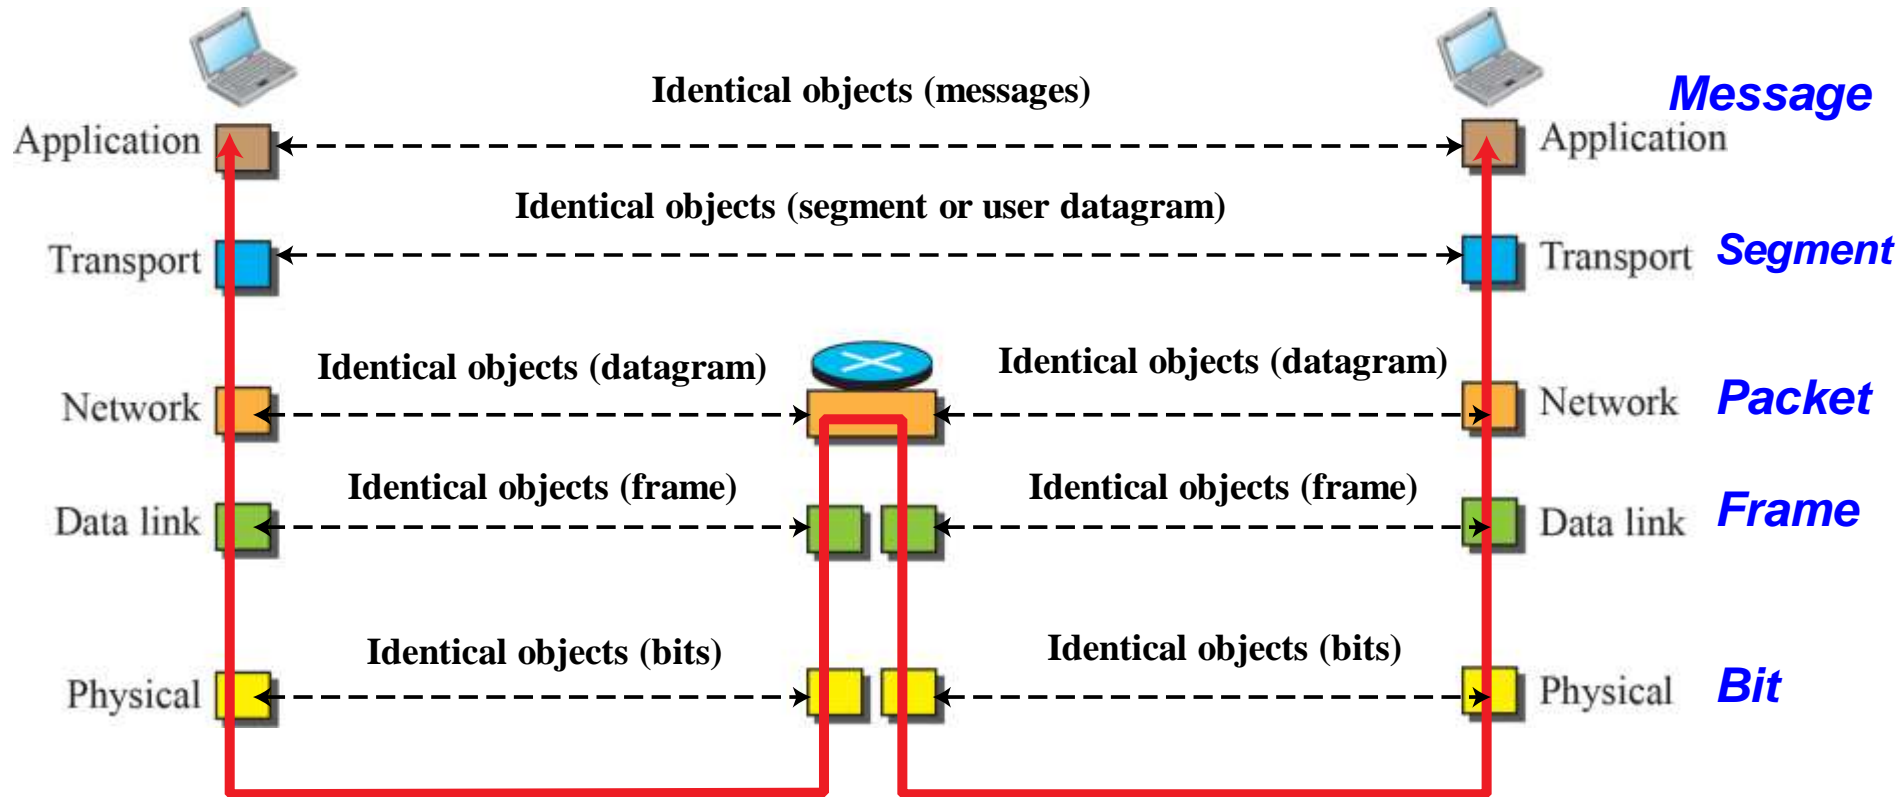 Identical objects (messages)
Message
Application
Application
Identical objects (segment or user datagram)
Transport
Transport
Segment
Identical objects (datagram)
Identical objects (datagram)
Network
Network
Packet
Identical objects (frame)
Identical objects (frame)
Data link
Data link
Frame
Identical objects (bits)
Identical objects (bits)
Physical
Physical
Bit